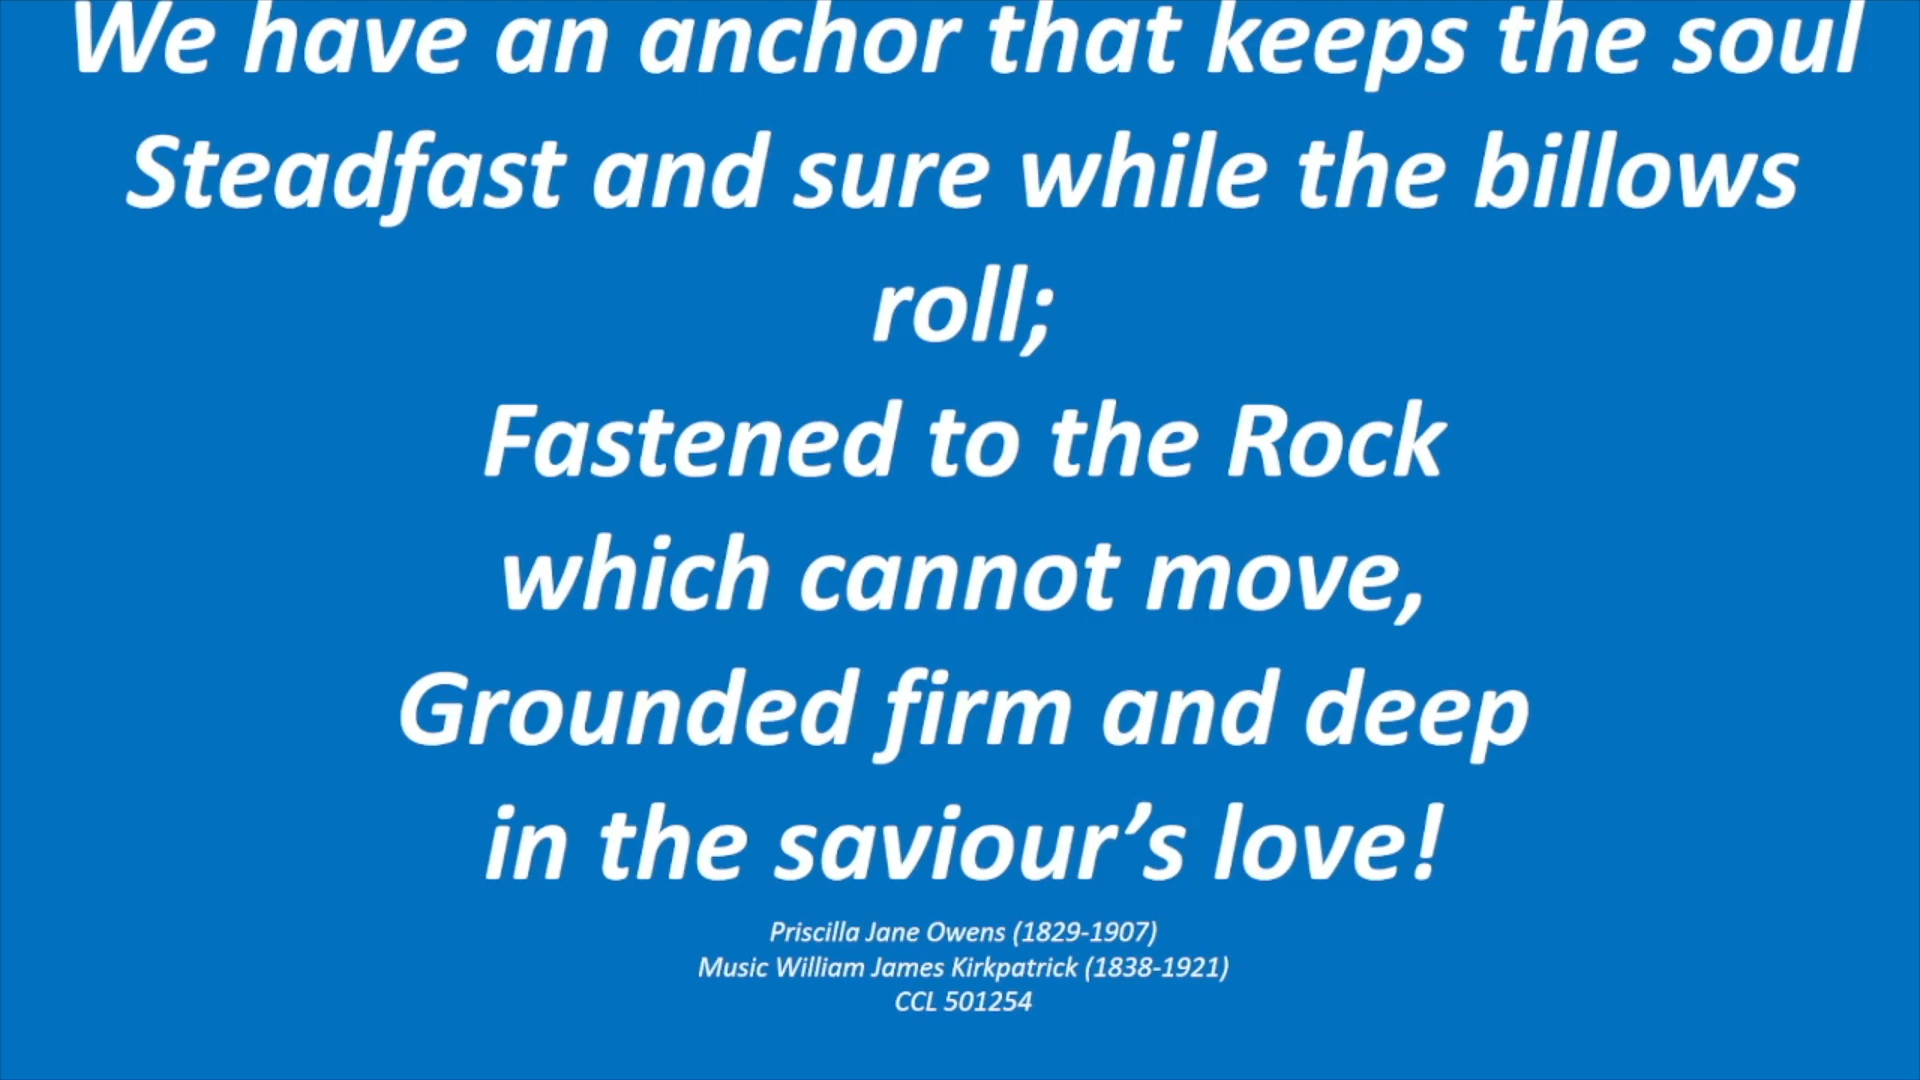 We have an anchor that keeps the soul
Steadfast and sure while the billows
roll;
Fastened to the Rock
which cannot move,
Grounded firm and deep
in the saviour’s love!
Priscilla Jane Owens (1829-1907)
Music William James Kirkpatrick (1838-1921)
CCL 501254